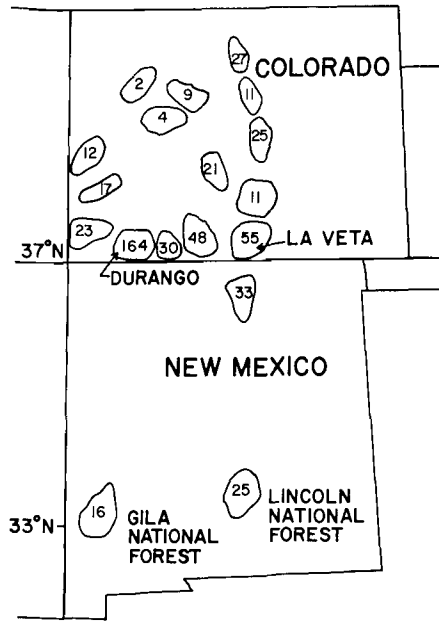 27
COLORADO
2
9
11
4
25
12
21
17
11
23
164
30
48
55
LA VETA
37°N
DURANGO
33
NEW MEXICO
25
LINCOLN
NATIONAL
FOREST
16
GILA
NATIONAL
FOREST
33°N